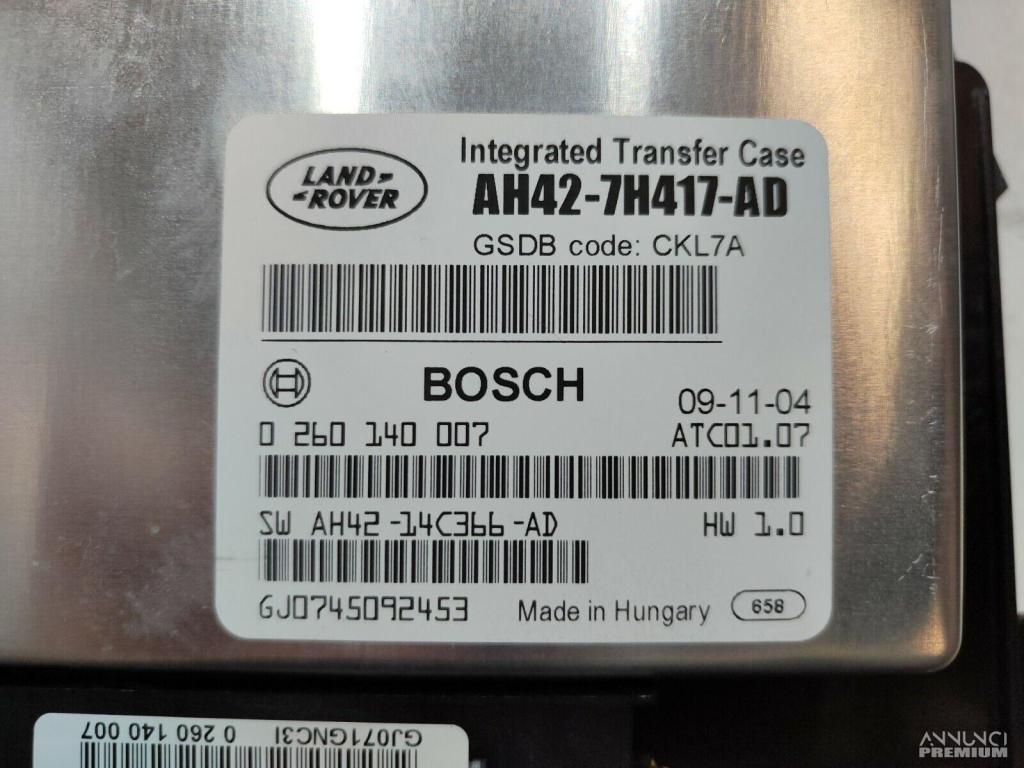 LAND-
-ROVER
Integrated Transfer Case
AH42-7H417-AD
GSDB code: CKL7A
BOSCH
09-11-04
0 260 140 007
ATC01.07
SW AH42-14C366-AD
HW 1.0
GJ0745092453
Made in Hungary
658
GJ071GNC3I
0 260 140 007
ANNUNCI
PREMIUM